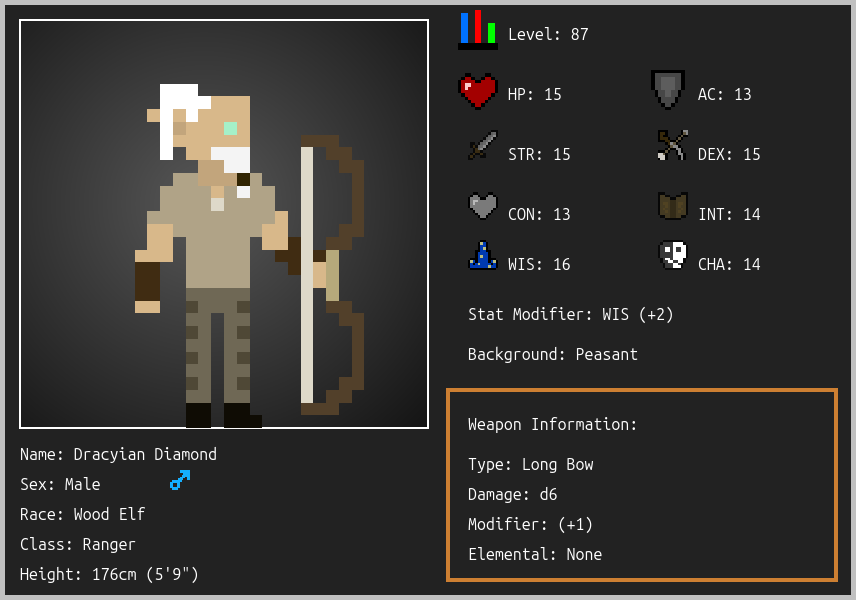 Level: 87
HP: 15
AC: 13
STR: 15
DEX: 15
CON: 13
INT: 14
WIS: 16
CHA: 14
Stat Modifier: WIS (+2)
Background: Peasant
Weapon Information:
Type: Long Bow
Damage: d6
Modifier: (+1)
Elemental: None
Name: Dracyian Diamond
Sex: Male
Race: Wood Elf
Class: Ranger
Height: 176cm (5'9")